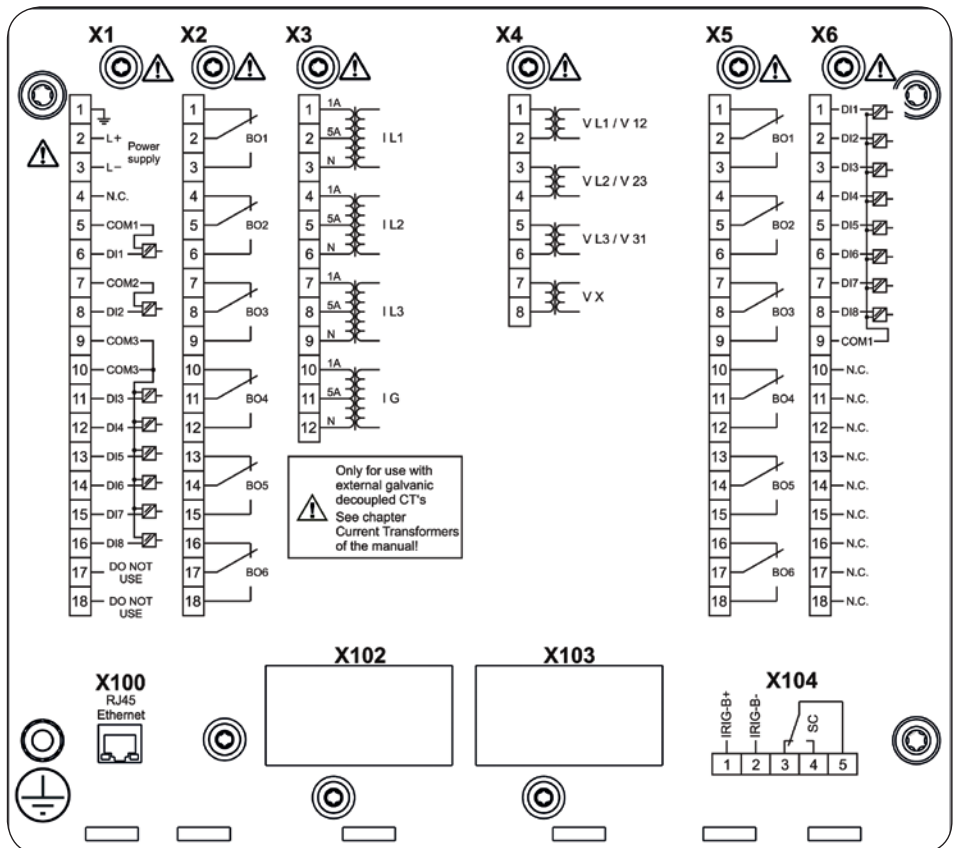 X1
1
2 L+ Power
3 L− supply
4 N.C.
5 COM1
6 DI1
7 COM2
8 DI2
9 COM3
10 COM3
11 DI3
12 DI4
13 DI5
14 DI6
15 DI7
16 DI8
17 DO NOT
USE
18 DO NOT
USE
X2
1
2 BO1
3
4
5 BO2
6
7
8 BO3
9
10
11 BO4
12
13
14 BO5
15
16
17 BO6
18
X3
1 1A
2 5A I L1
3 N
4 1A
5 5A I L2
6 N
7 1A
8 5A I L3
9 N
10 1A
11 5A I G
12 N
Only for use with
external galvanic
decoupled CT's
See chapter
Current Transformers
of the manual!
X4
1
V L1 / V 12
2
3
V L2 / V 23
4
5
V L3 / V 31
6
7
V X
8
X5
1
2 BO1
3
4
5 BO2
6
7
8 BO3
9
10
11 BO4
12
13
14 BO5
15
16
17 BO6
18
X6
1 DI1
2 DI2
3 DI3
4 DI4
5 DI5
6 DI6
7 DI7
8 DI8
9 COM1
10 N.C.
11 N.C.
12 N.C.
13 N.C.
14 N.C.
15 N.C.
16 N.C.
17 N.C.
18 N.C.
X100
RJ45
Ethernet
X102
X103
X104
IRIG-B+
IRIG-B-
SC
1 2 3 4 5